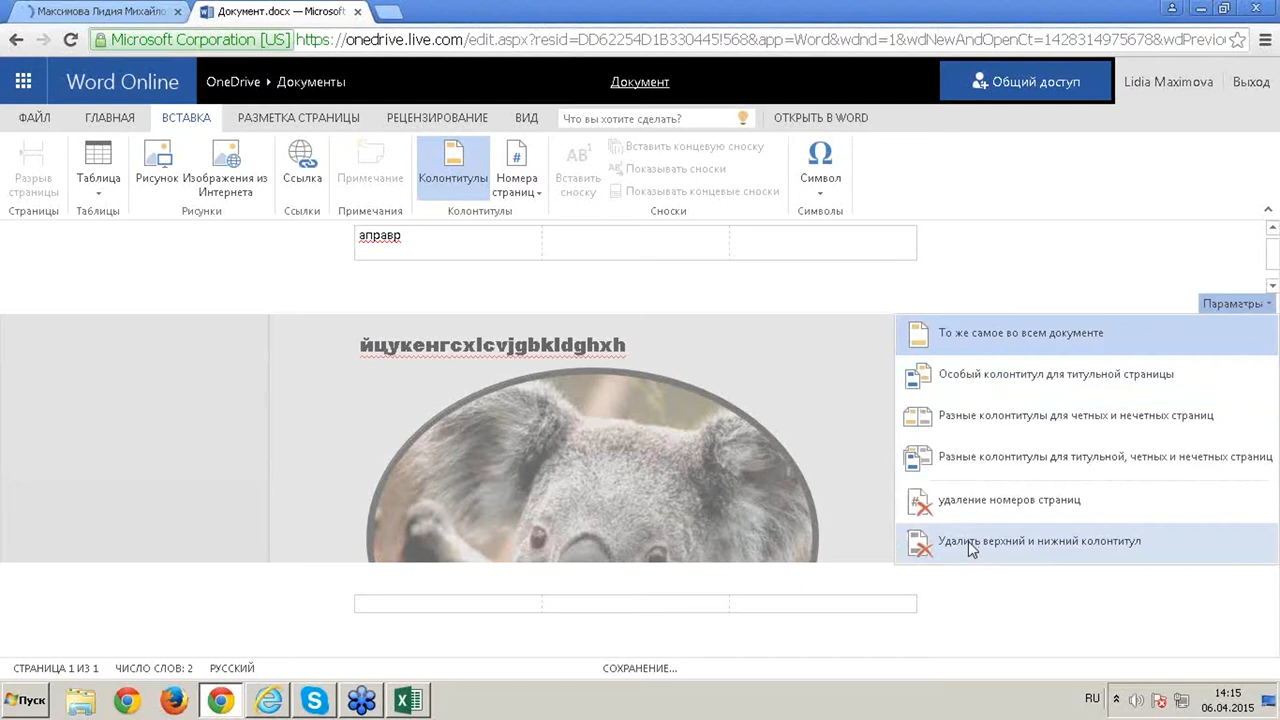 Максимова Лидия Михайло
Документ.docx — Microsoft
Microsoft Corporation [US] https://onedrive.live.com/edit.aspx?resid=DD62254D1B330445!568&app=Word&wdnd=1&wdNewAndOpenCt=1428314975678&wdPrevio
Word Online
OneDrive ▸ Документы
Документ
Общий доступ
Lidia Maximova
Выход
ФАЙЛ ГЛАВНАЯ ВСТАВКА РАЗМЕТКА СТРАНИЦЫ РЕЦЕНЗИРОВАНИЕ ВИД Что вы хотите сделать? ОТКРЫТЬ В WORD
Разрыв страницы
Таблица
Рисунок
Изображения из Интернета
Ссылка
Примечание
Колонтитулы
Номера страниц
AB¹ Вставить сноску
Вставить концевую сноску
Показывать сноски
Показывать концевые сноски
Символ
Страницы Таблицы Рисунки Ссылки Примечания Колонтитулы Сноски Символы
аправр
Параметры
йцукенгсхlcvjgbkldghxh
То же самое во всем документе
Особый колонтитул для титульной страницы
Разные колонтитулы для четных и нечетных страниц
Разные колонтитулы для титульной, четных и нечетных страниц
удаление номеров страниц
Удалить верхний и нижний колонтитул
СТРАНИЦА 1 ИЗ 1 ЧИСЛО СЛОВ: 2 РУССКИЙ СОХРАНЕНИЕ...
Пуск
RU
14:15
06.04.2015